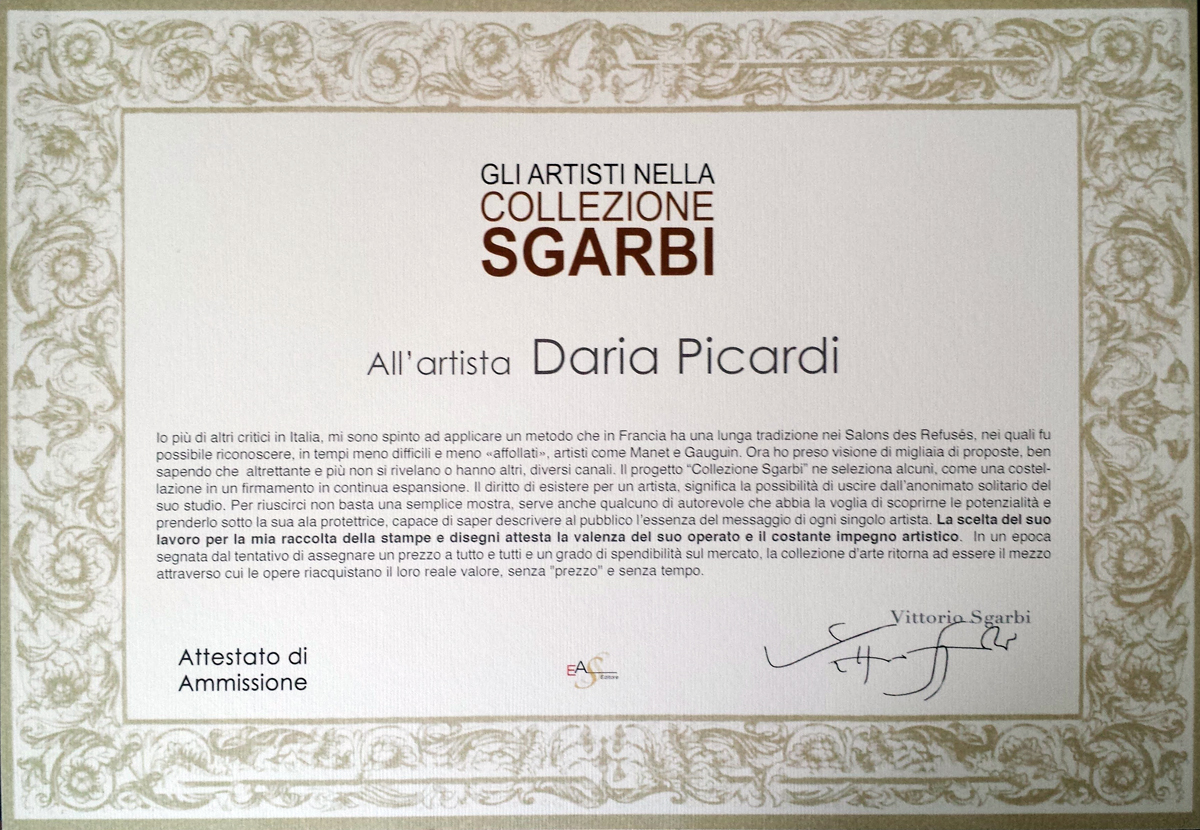 GLI ARTISTI NELLA
COLLEZIONE
SGARBI
All'artista Daria Picardi
Io più di altri critici in Italia, mi sono spinto ad applicare un metodo che in Francia ha una lunga tradizione nei Salons des Refusés, nei quali fu
possibile riconoscere, in tempi meno difficili e meno «affollati», artisti come Manet e Gauguin. Ora ho preso visione di migliaia di proposte, ben
sapendo che altrettante e più non si rivelano o hanno altri, diversi canali. Il progetto "Collezione Sgarbi" ne seleziona alcuni, come una costel-
lazione in un firmamento in continua espansione. Il diritto di esistere per un artista, significa la possibilità di uscire dall'anonimato solitario del
suo studio. Per riuscirci non basta una semplice mostra, serve anche qualcuno di autorevole che abbia la voglia di scoprirne le potenzialità e
prenderlo sotto la sua ala protettrice, capace di saper descrivere al pubblico l'essenza del messaggio di ogni singolo artista. La scelta del suo
lavoro per la mia raccolta della stampe e disegni attesta la valenza del suo operato e il costante impegno artistico. In un epoca
segnata dal tentativo di assegnare un prezzo a tutto e tutti e un grado di spendibilità sul mercato, la collezione d'arte ritorna ad essere il mezzo
attraverso cui le opere riacquistano il loro reale valore, senza "prezzo" e senza tempo.
Vittorio Sgarbi
Attestato di
Ammissione
EAS
Editore